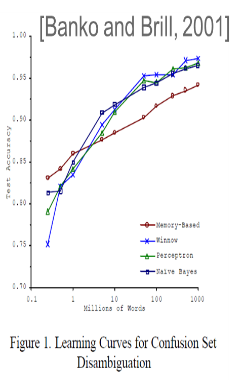 [Banko and Brill, 2001]
1.00
0.95
0.90
0.85
0.82
0.75
0.70
Test Accuracy
0.1
1
10
100
1000
Millions of Words
Memory-Based
Winnow
Perceptron
Naive Bayes
Figure 1. Learning Curves for Confusion Set
Disambiguation